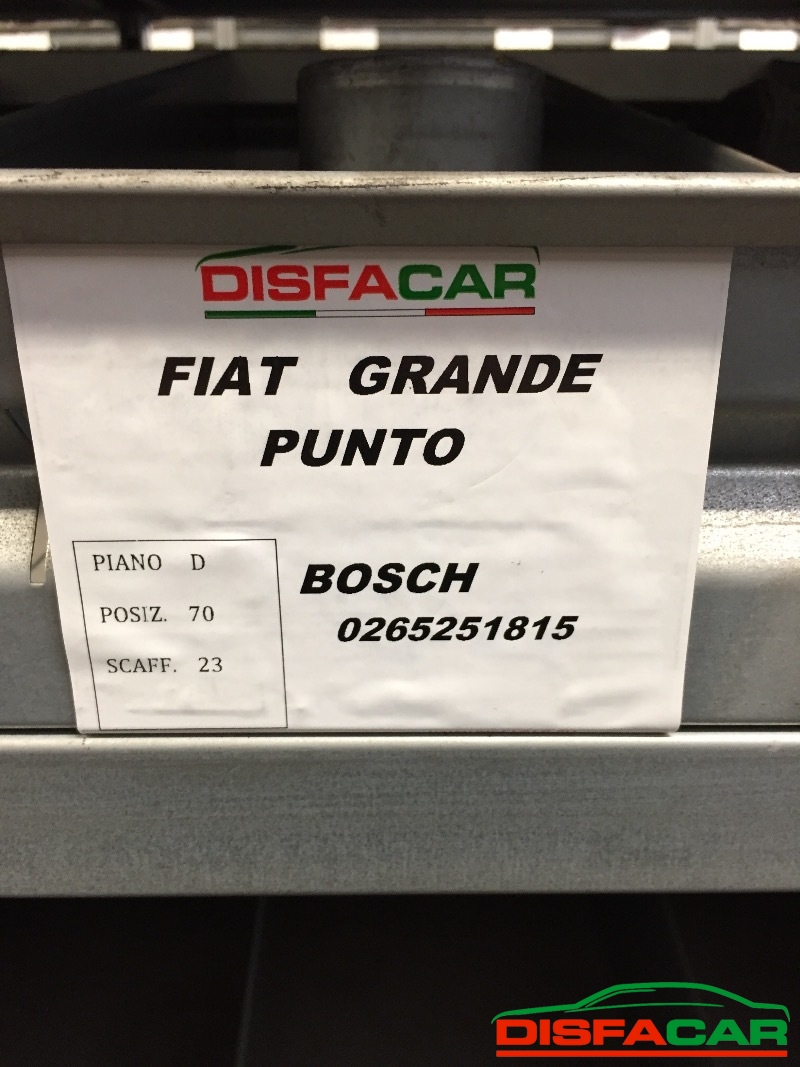 DISFACAR
FIAT GRANDE
PUNTO
PIANO D
POSIZ. 70
SCAFF. 23
BOSCH
0265251815
DISFACAR